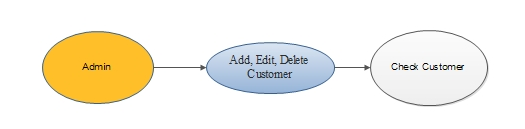 Admin
Add, Edit, Delete
Customer
Check Customer